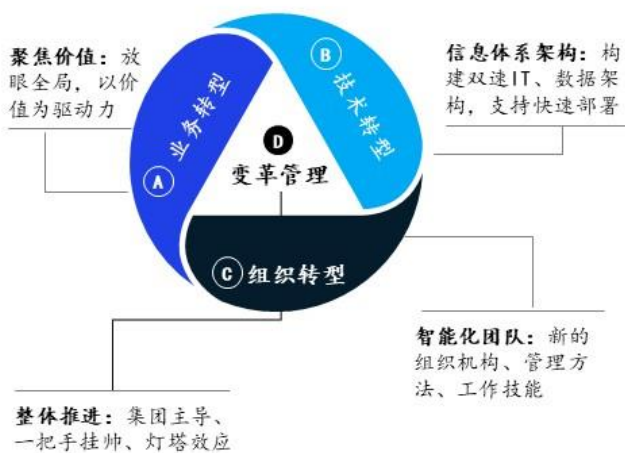 聚焦价值：放
眼全局，以价
值为驱动力
A 业务转型
B 技术转型
信息体系架构：构
建双速IT、数据架
构，支持快速部署
D
变革管理
C 组织转型
智能化团队：新的
组织机构、管理方
法、工作技能
整体推进：集团主导、
一把手挂帅、灯塔效应